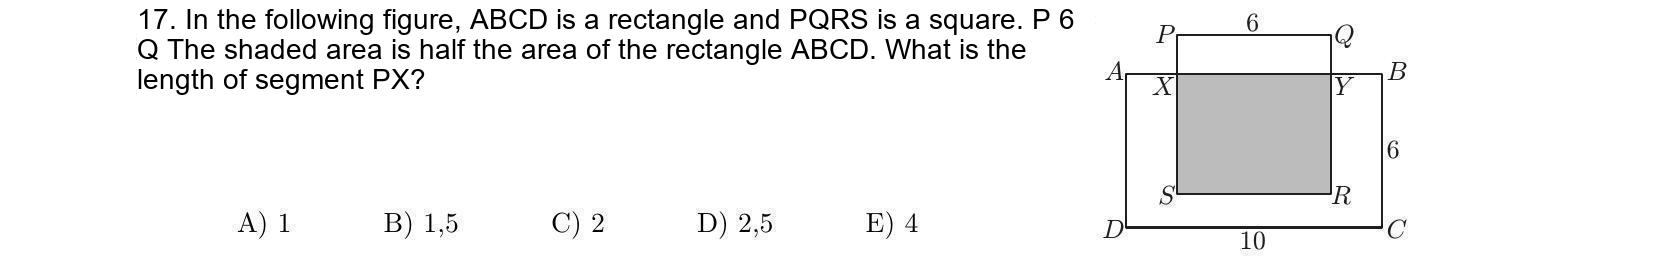 17. In the following figure, ABCD is a rectangle and PQRS is a square. P 6
Q The shaded area is half the area of the rectangle ABCD. What is the
length of segment PX?
A) 1 B) 1,5 C) 2 D) 2,5 E) 4
P 6 Q
A X Y B
6
S R
D 10 C